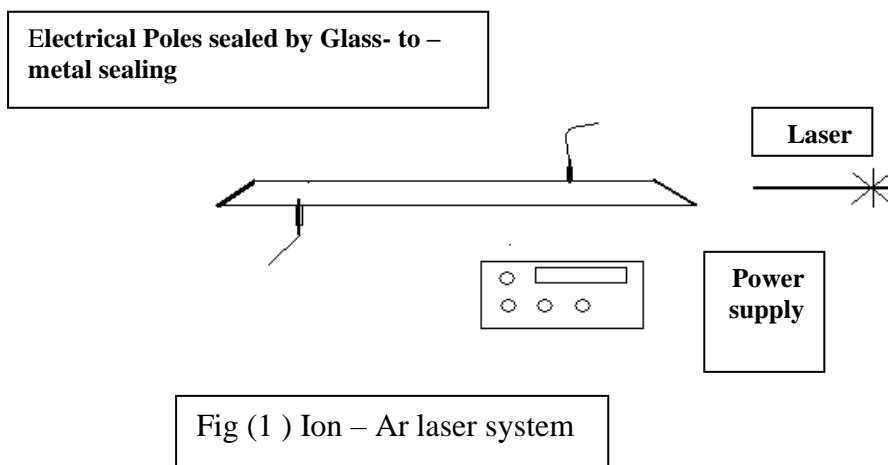 Electrical Poles sealed by Glass- to –
metal sealing
Laser
Power
supply
Fig (1 ) Ion – Ar laser system